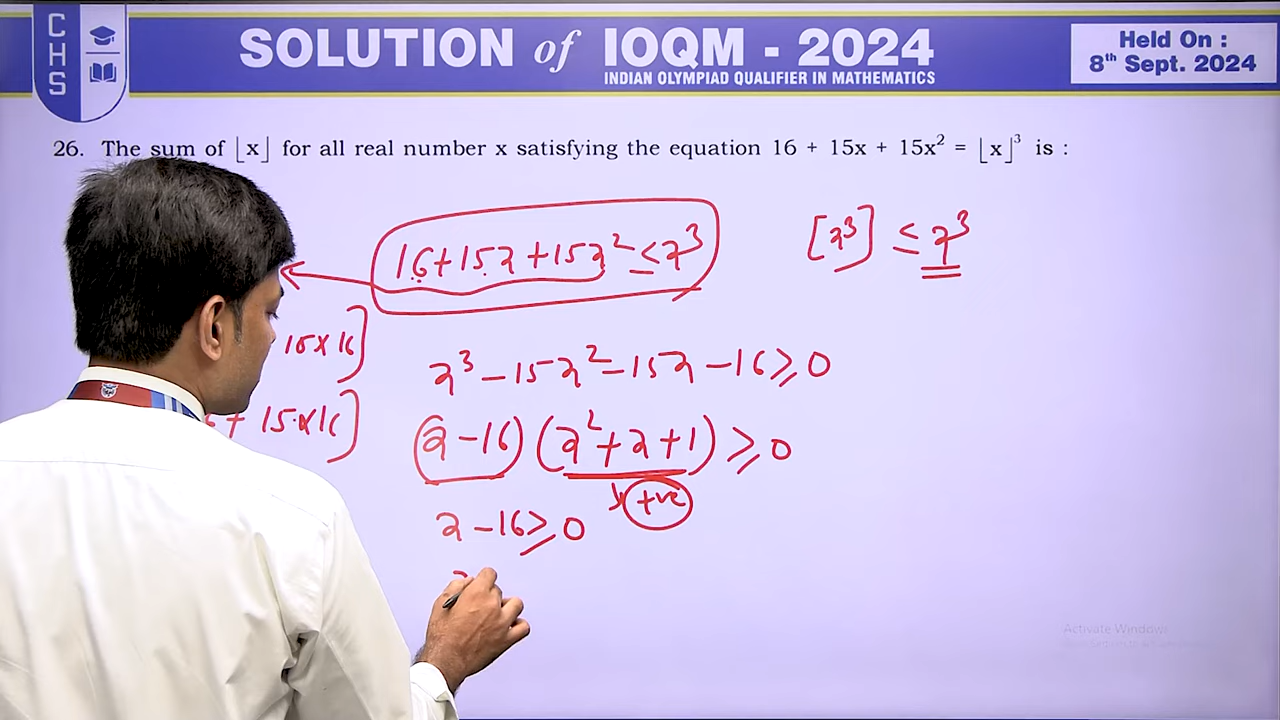 CHS
SOLUTION of IOQM - 2024
INDIAN OLYMPIAD QUALIFIER IN MATHEMATICS
Held On :
8th Sept. 2024
26. The sum of ⌊x⌋ for all real number x satisfying the equation 16 + 15x + 15x² = ⌊x⌋³ is :
16+15x+15x² ≤ x³
[x³] ≤ x³
15×16]
x³ - 15x² - 15x - 16 ≥ 0
+ 15×16]
(x-16) (x²+x+1) ≥ 0
+ve
x - 16 ≥ 0
Activate Windows